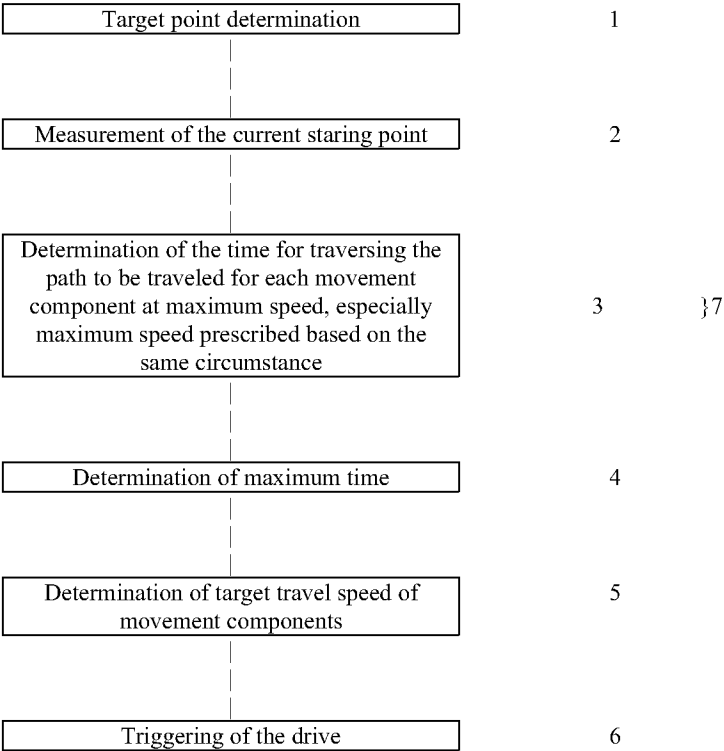 Target point determination 1
Measurement of the current staring point 2
Determination of the time for traversing the
path to be traveled for each movement
component at maximum speed, especially 3 }7
maximum speed prescribed based on the
same circumstance
Determination of maximum time 4
Determination of target travel speed of 5
movement components
Triggering of the drive 6